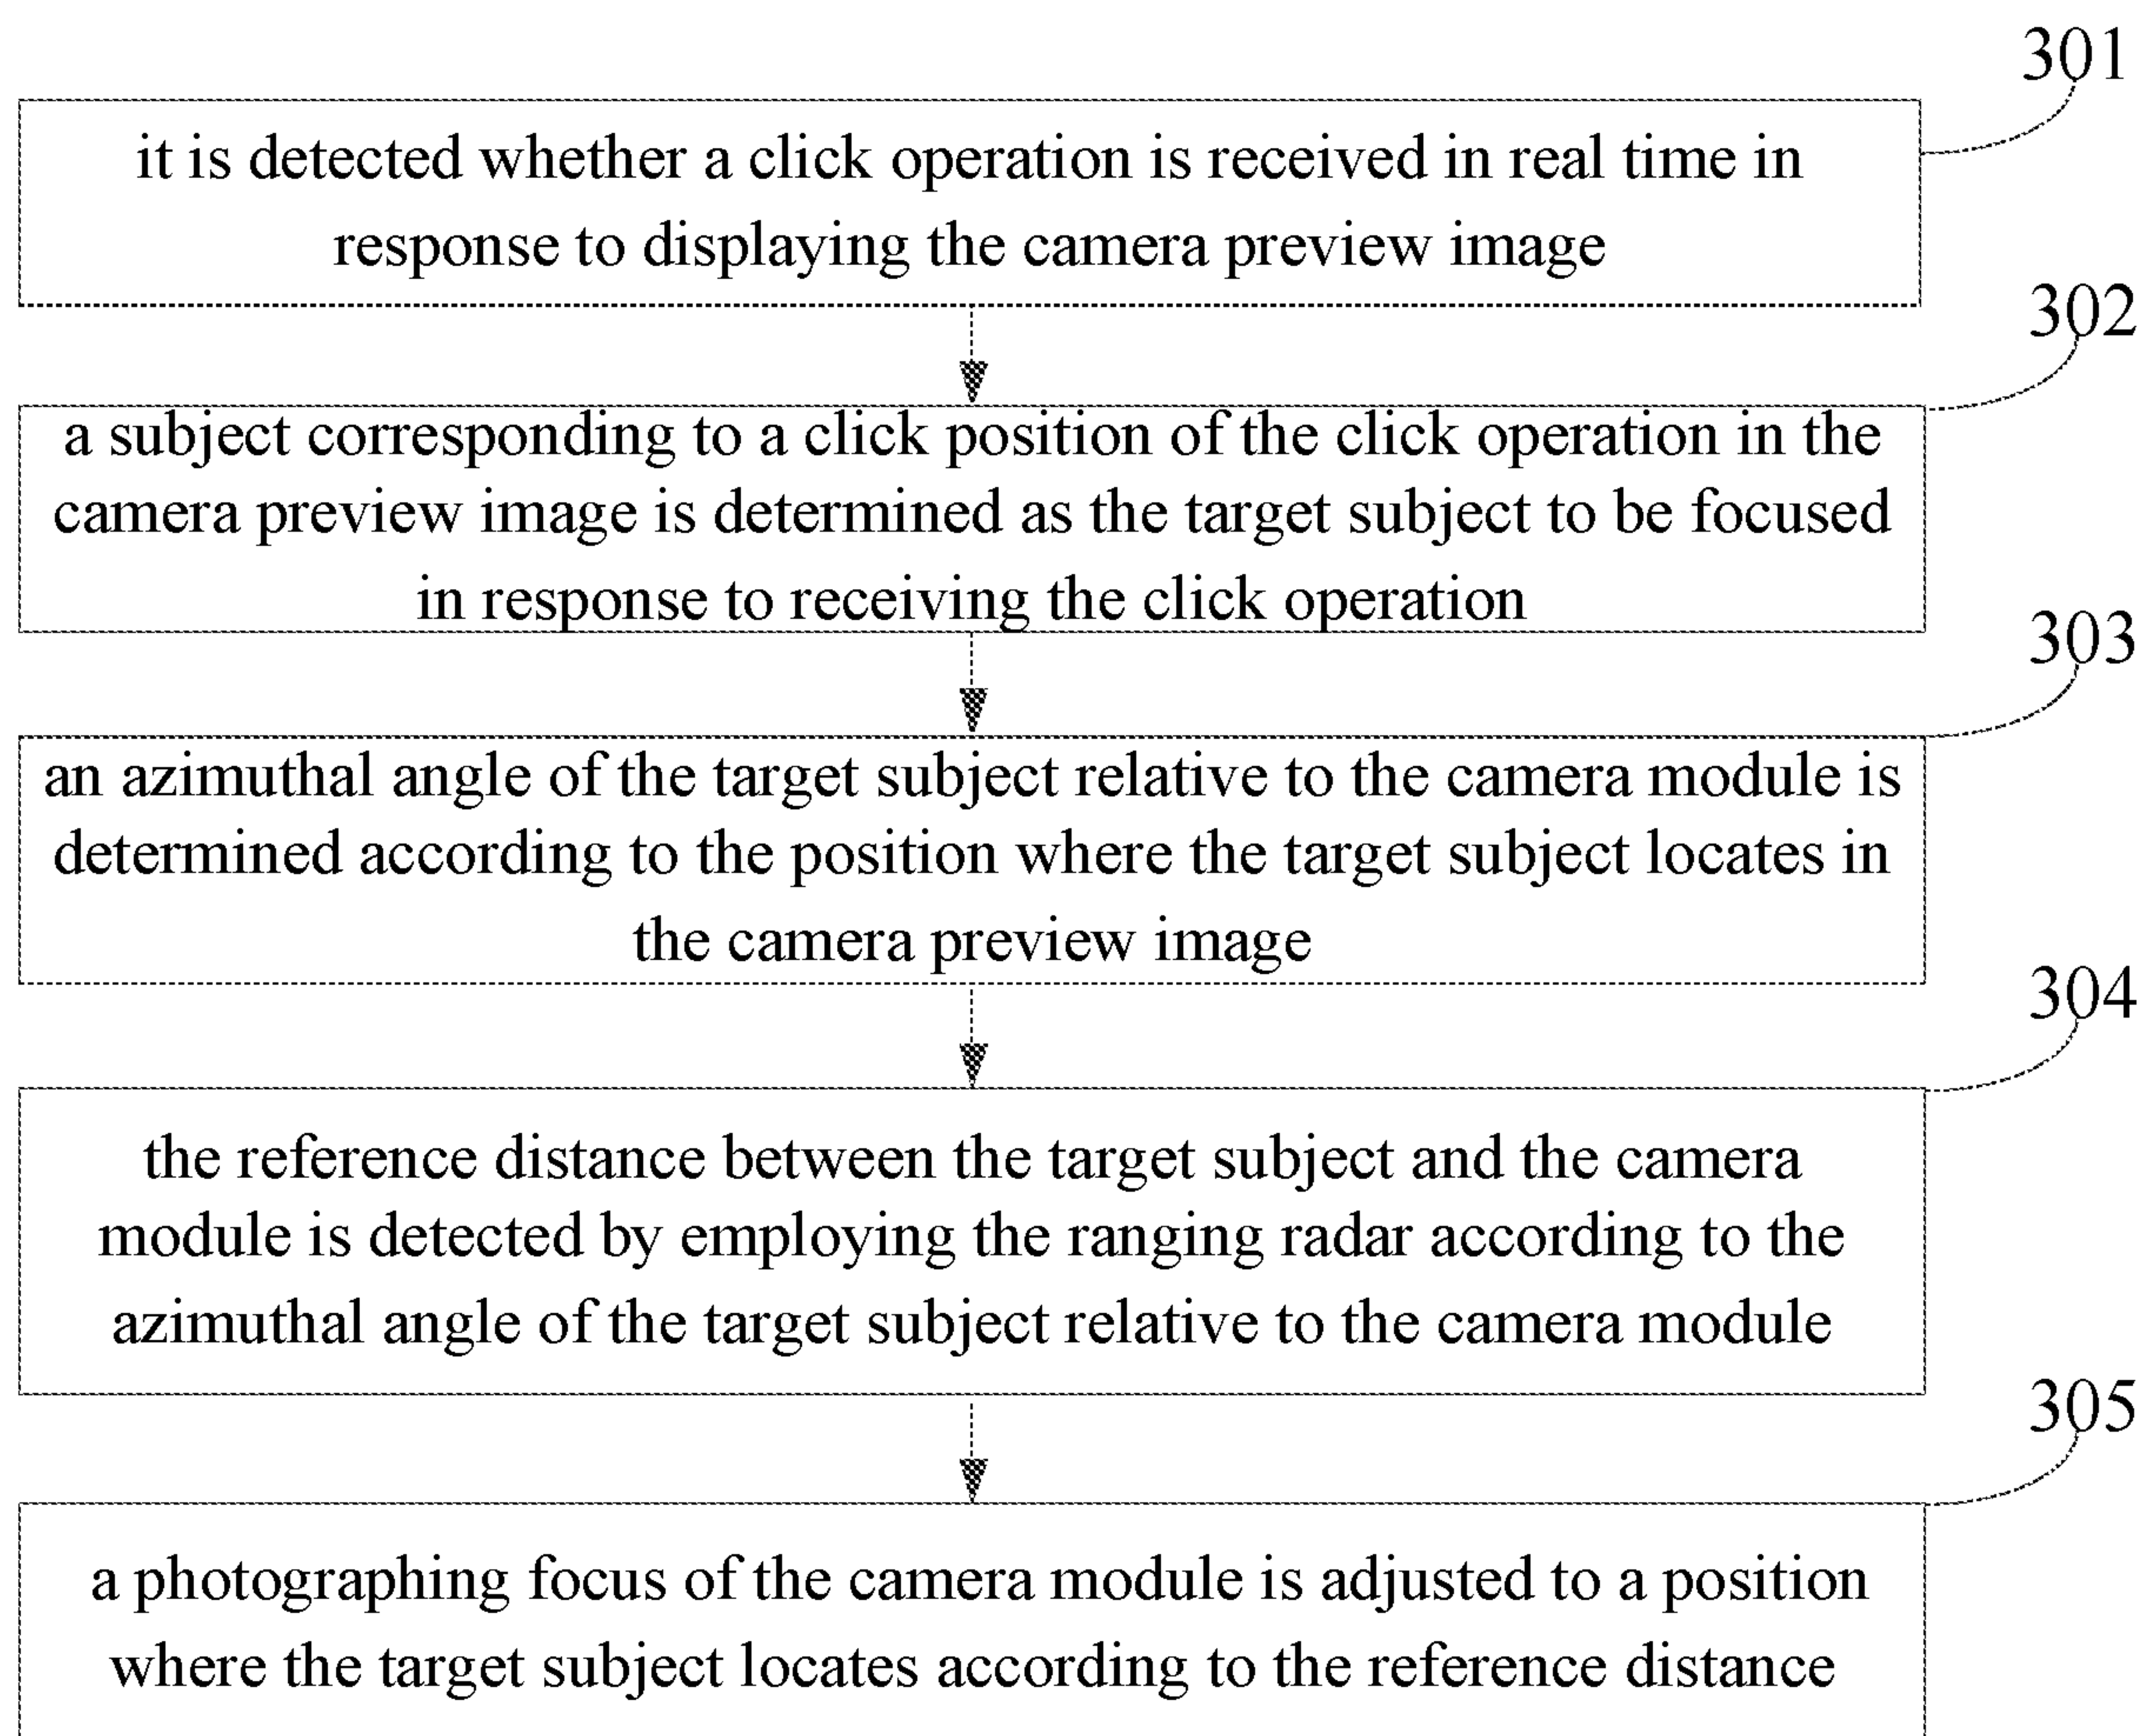 301
it is detected whether a click operation is received in real time in
response to displaying the camera preview image
302
a subject corresponding to a click position of the click operation in the
camera preview image is determined as the target subject to be focused
in response to receiving the click operation
303
an azimuthal angle of the target subject relative to the camera module is
determined according to the position where the target subject locates in
the camera preview image
304
the reference distance between the target subject and the camera
module is detected by employing the ranging radar according to the
azimuthal angle of the target subject relative to the camera module
305
a photographing focus of the camera module is adjusted to a position
where the target subject locates according to the reference distance